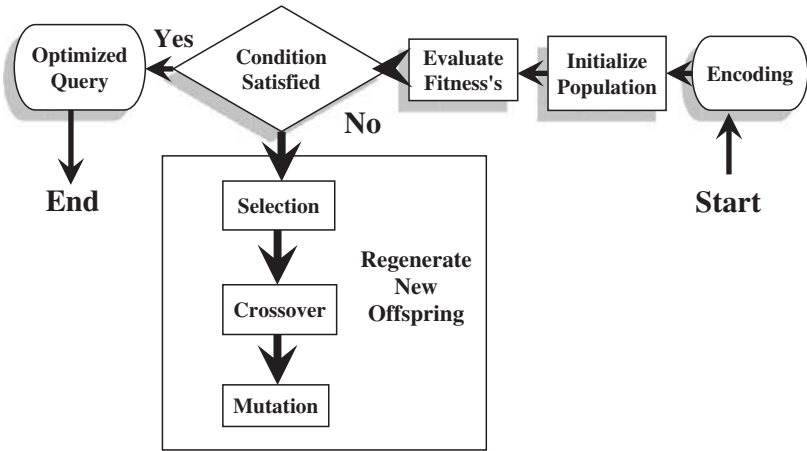 Optimized
Query
Yes
Condition
Satisfied
Evaluate
Fitness's
Initialize
Population
Encoding
No
End
Start
Selection
Regenerate
New
Offspring
Crossover
Mutation